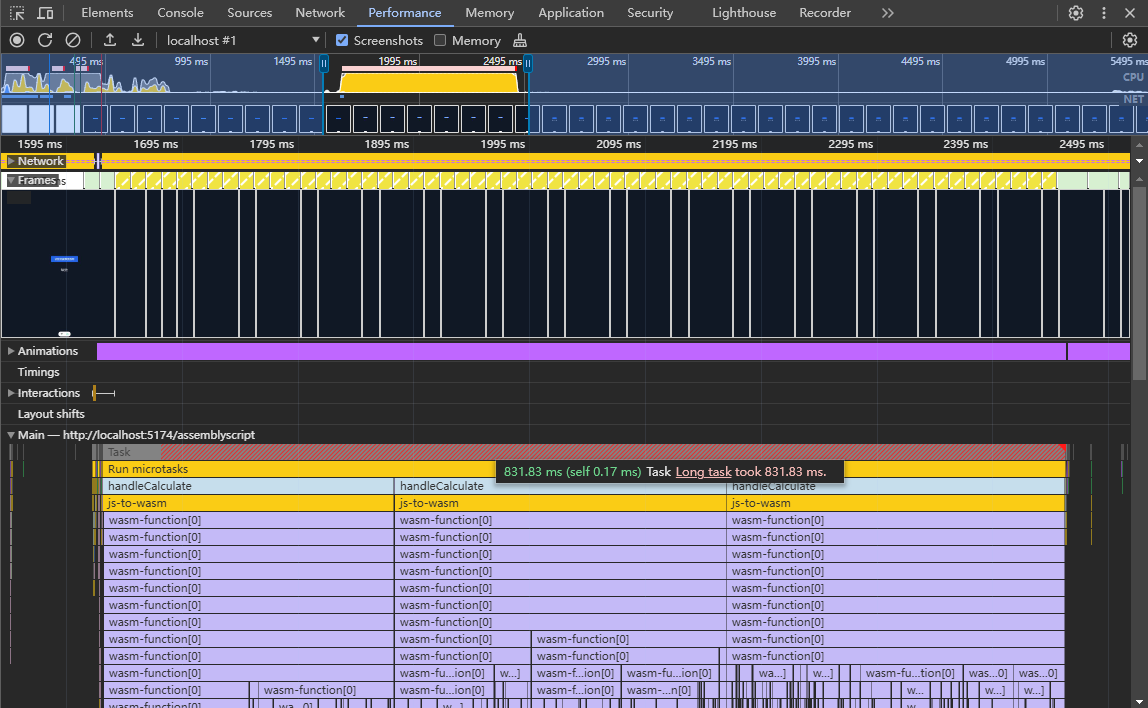 Elements Console Sources Network Performance Memory Application Security Lighthouse Recorder
localhost #1 Screenshots Memory
495 ms 995 ms 1495 ms 1995 ms 2495 ms 2995 ms 3495 ms 3995 ms 4495 ms 4995 ms 5495 ms
CPU
NET
1595 ms 1695 ms 1795 ms 1895 ms 1995 ms 2095 ms 2195 ms 2295 ms 2395 ms 2495 ms
Network
Frames
Animations
Timings
Interactions
Layout shifts
Main — http://localhost:5174/assemblyscript
Task
Run microtasks
831.83 ms (self 0.17 ms) Task Long task took 831.83 ms.
handleCalculate handleCalculate handleCalculate
js-to-wasm js-to-wasm js-to-wasm
wasm-function[0] wasm-function[0] wasm-function[0]
wasm-function[0] wasm-function[0] wasm-function[0]
wasm-function[0] wasm-function[0] wasm-function[0]
wasm-function[0] wasm-function[0] wasm-function[0]
wasm-function[0] wasm-function[0] wasm-function[0]
wasm-function[0] wasm-function[0] wasm-function[0]
wasm-function[0] wasm-function[0] wasm-function[0]
wasm-function[0] wasm-function[0] wasm-function[0] wasm-function[0]
wasm-function[0] wasm-function[0] wasm-function[0] wasm-function[0]
wasm-function[0] wasm-fu...ion[0] w...] wasm-f...ion[0] wasm-fu...ion[0] wa...] w...] wasm-fu...tion[0] was...0] was...0]
wasm-function[0] wasm-function[0] wasm-fu...ion[0] wasm-f...ion[0] wasm-...n[0] w... w...] w...]
wasm-function[0] wa...0] w...]